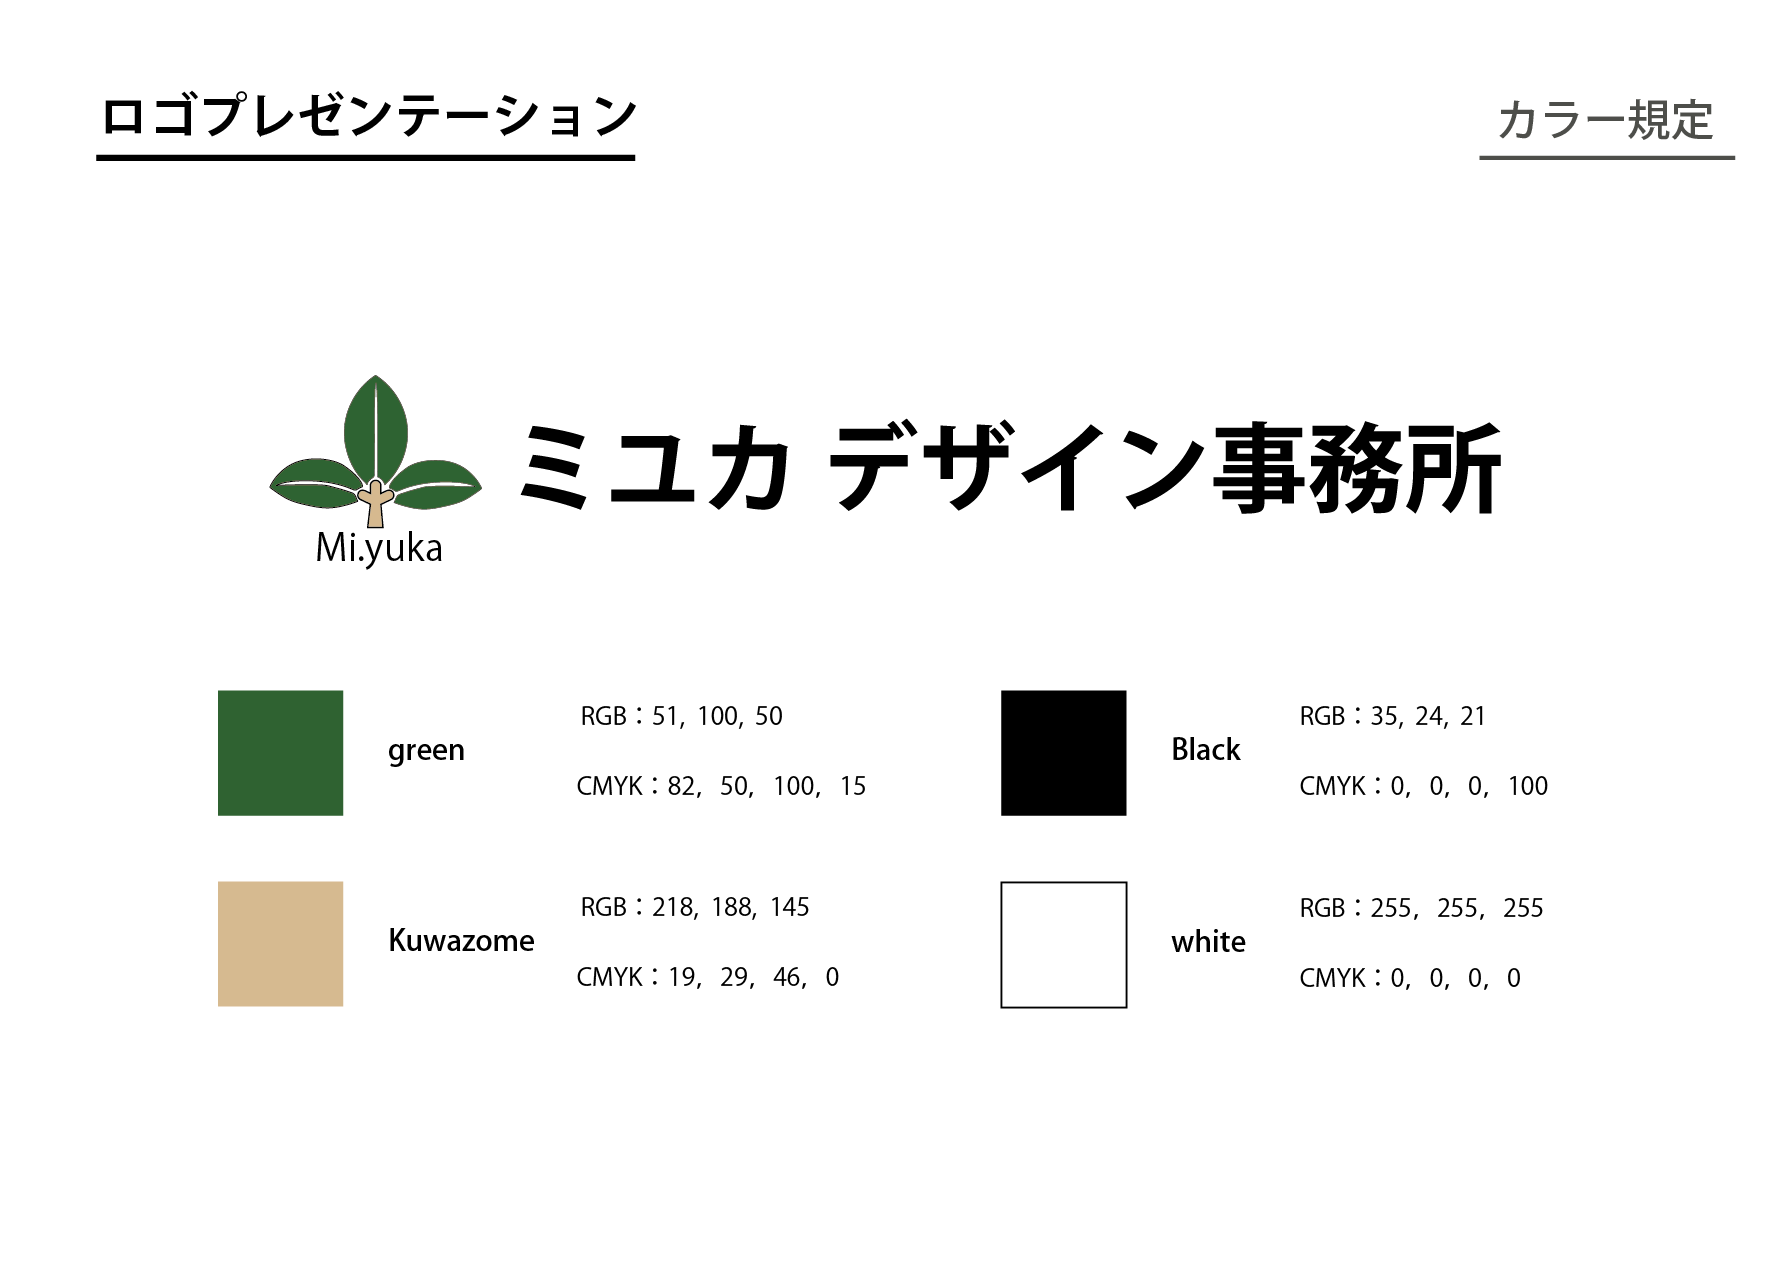 ロゴプレゼンテーション
カラー規定
ミユカ デザイン事務所
Mi.yuka
green
RGB：51, 100, 50
CMYK：82, 50, 100, 15
Black
RGB：35, 24, 21
CMYK：0, 0, 0, 100
Kuwazome
RGB：218, 188, 145
CMYK：19, 29, 46, 0
white
RGB：255, 255, 255
CMYK：0, 0, 0, 0